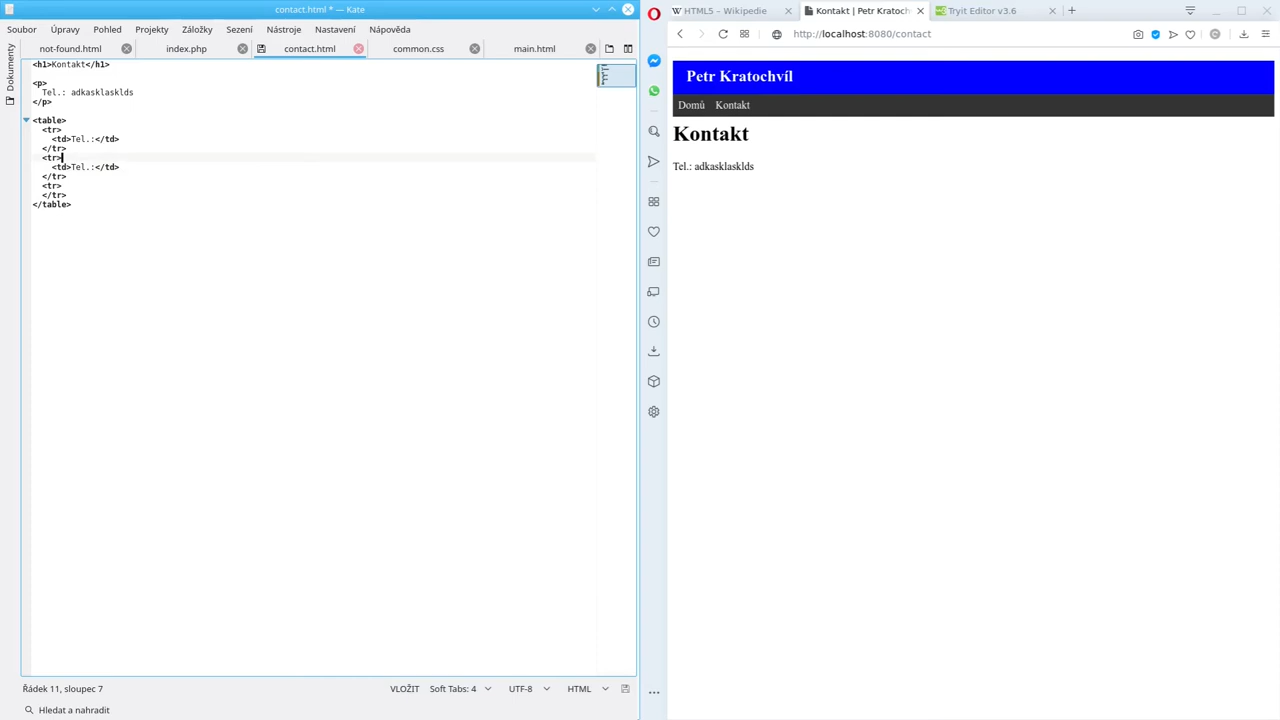 contact.html * — Kate
Soubor Úpravy Pohled Projekty Záložky Sezení Nástroje Nastavení Nápověda
not-found.html index.php contact.html common.css main.html
Dokumenty
<h1>Kontakt</h1>
<p>
Tel.: adkasklasklds
</p>
<table>
<tr>
<td>Tel.:</td>
</tr>
<tr>
<td>Tel.:</td>
</tr>
<tr>
</tr>
</table>
Řádek 11, sloupec 7 VLOŽIT Soft Tabs: 4 UTF-8 HTML
Hledat a nahradit
HTML5 – Wikipedie Kontakt | Petr Kratoch Tryit Editor v3.6
http://localhost:8080/contact
Petr Kratochvíl
Domů Kontakt
Kontakt
Tel.: adkasklasklds